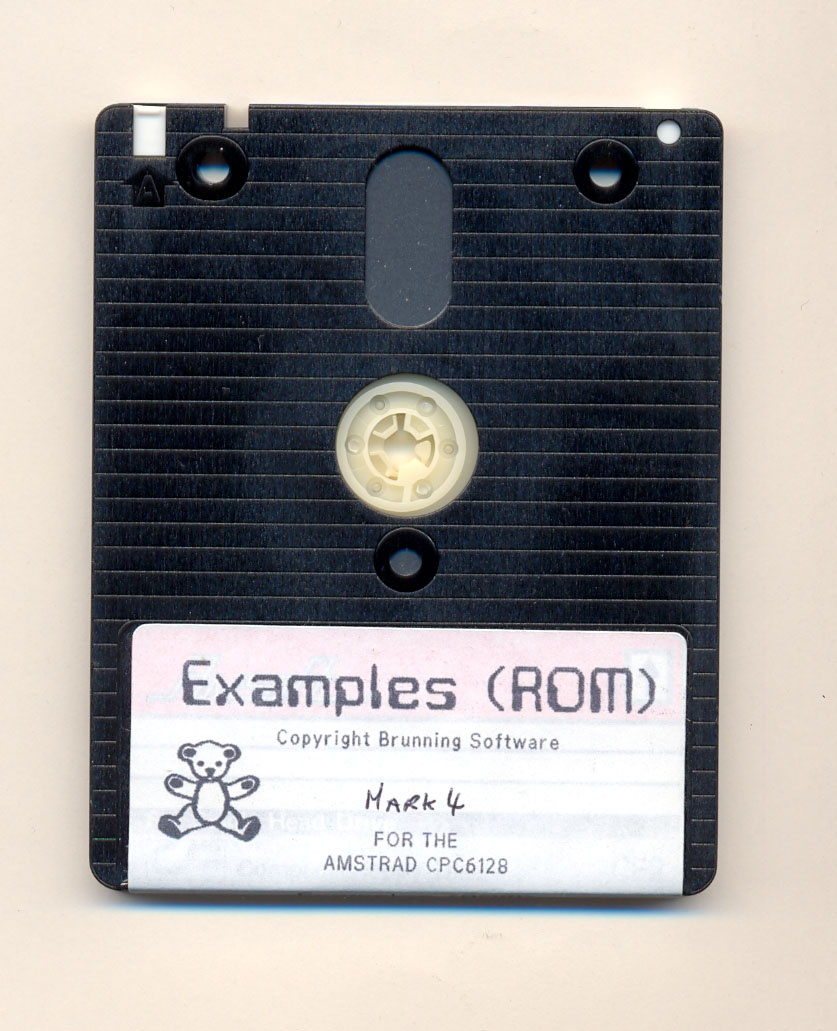 A
Examples (ROM)
Copyright Brunning Software
MARK 4
FOR THE
AMSTRAD CPC6128